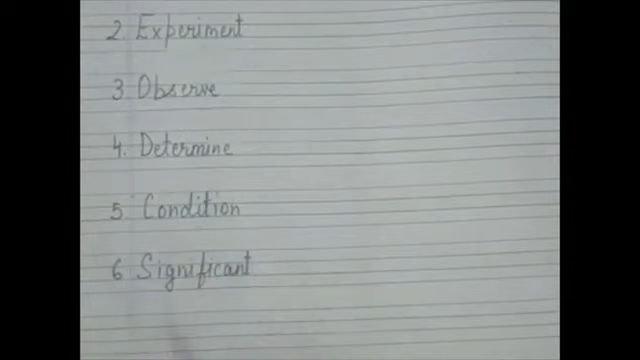 2 Experiment
3 Observe
4. Determine
5 Condition
6 Significant